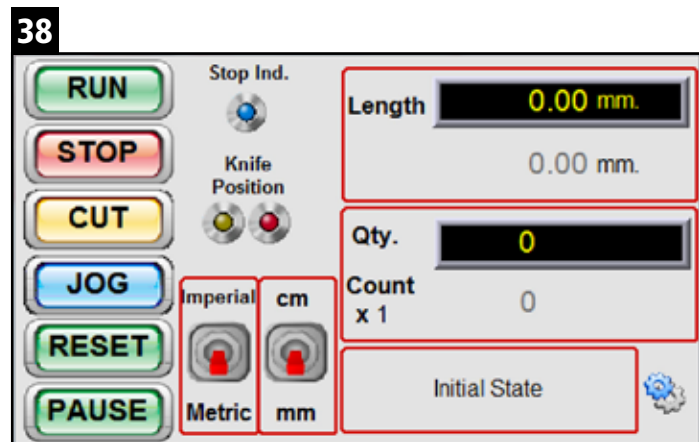 38
RUN
STOP
CUT
JOG
RESET
PAUSE
Stop Ind.
Knife
Position
Imperial
Metric
cm
mm
Length
0.00 mm.
0.00 mm.
Qty.
0
Count
x 1
0
Initial State